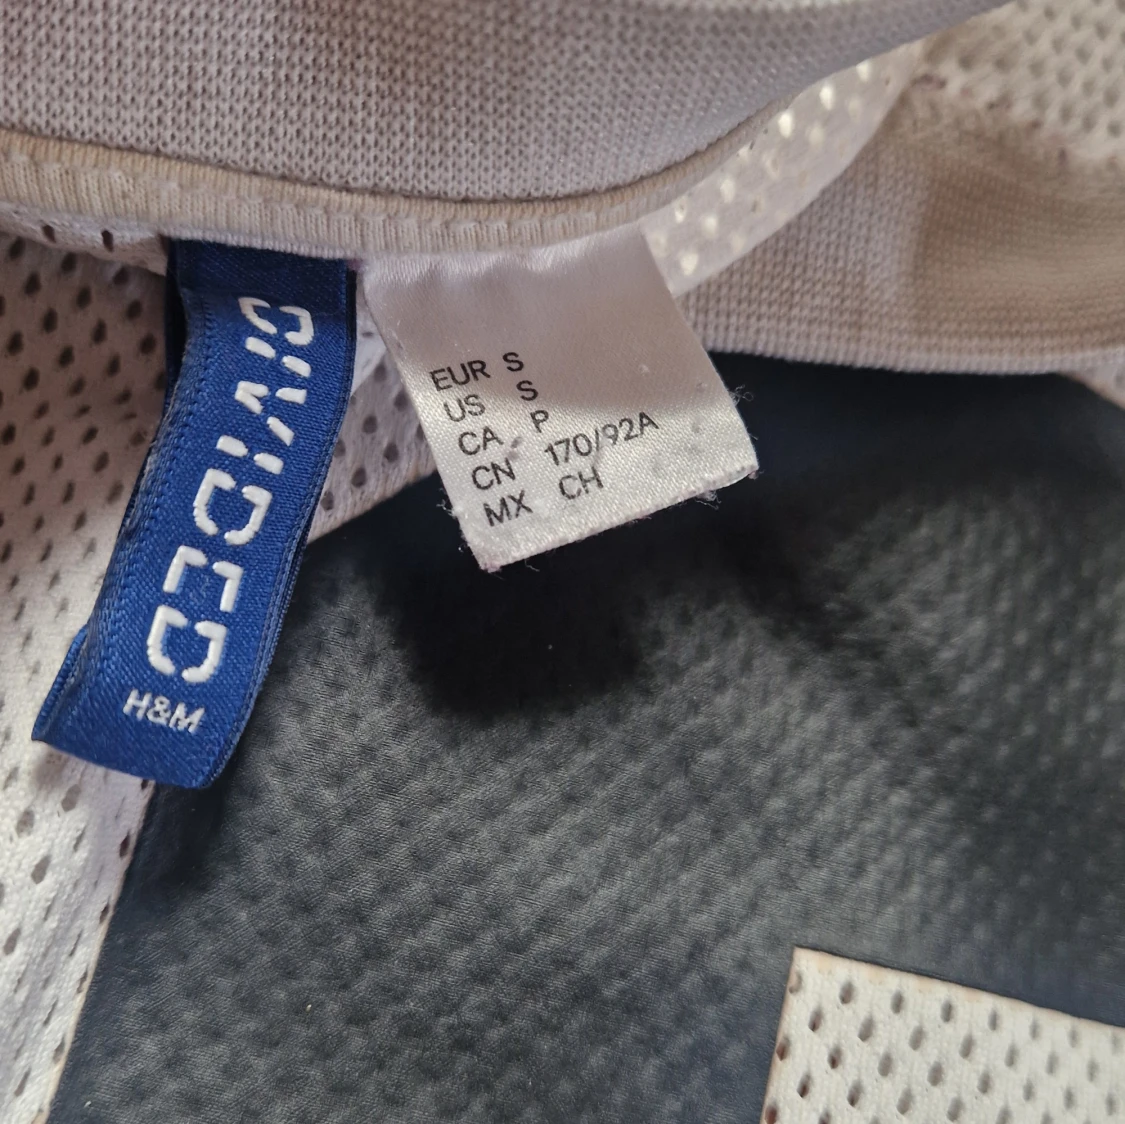 DIVIDED
H&M
EUR S
US S
CA P
CN 170/92A
MX CH